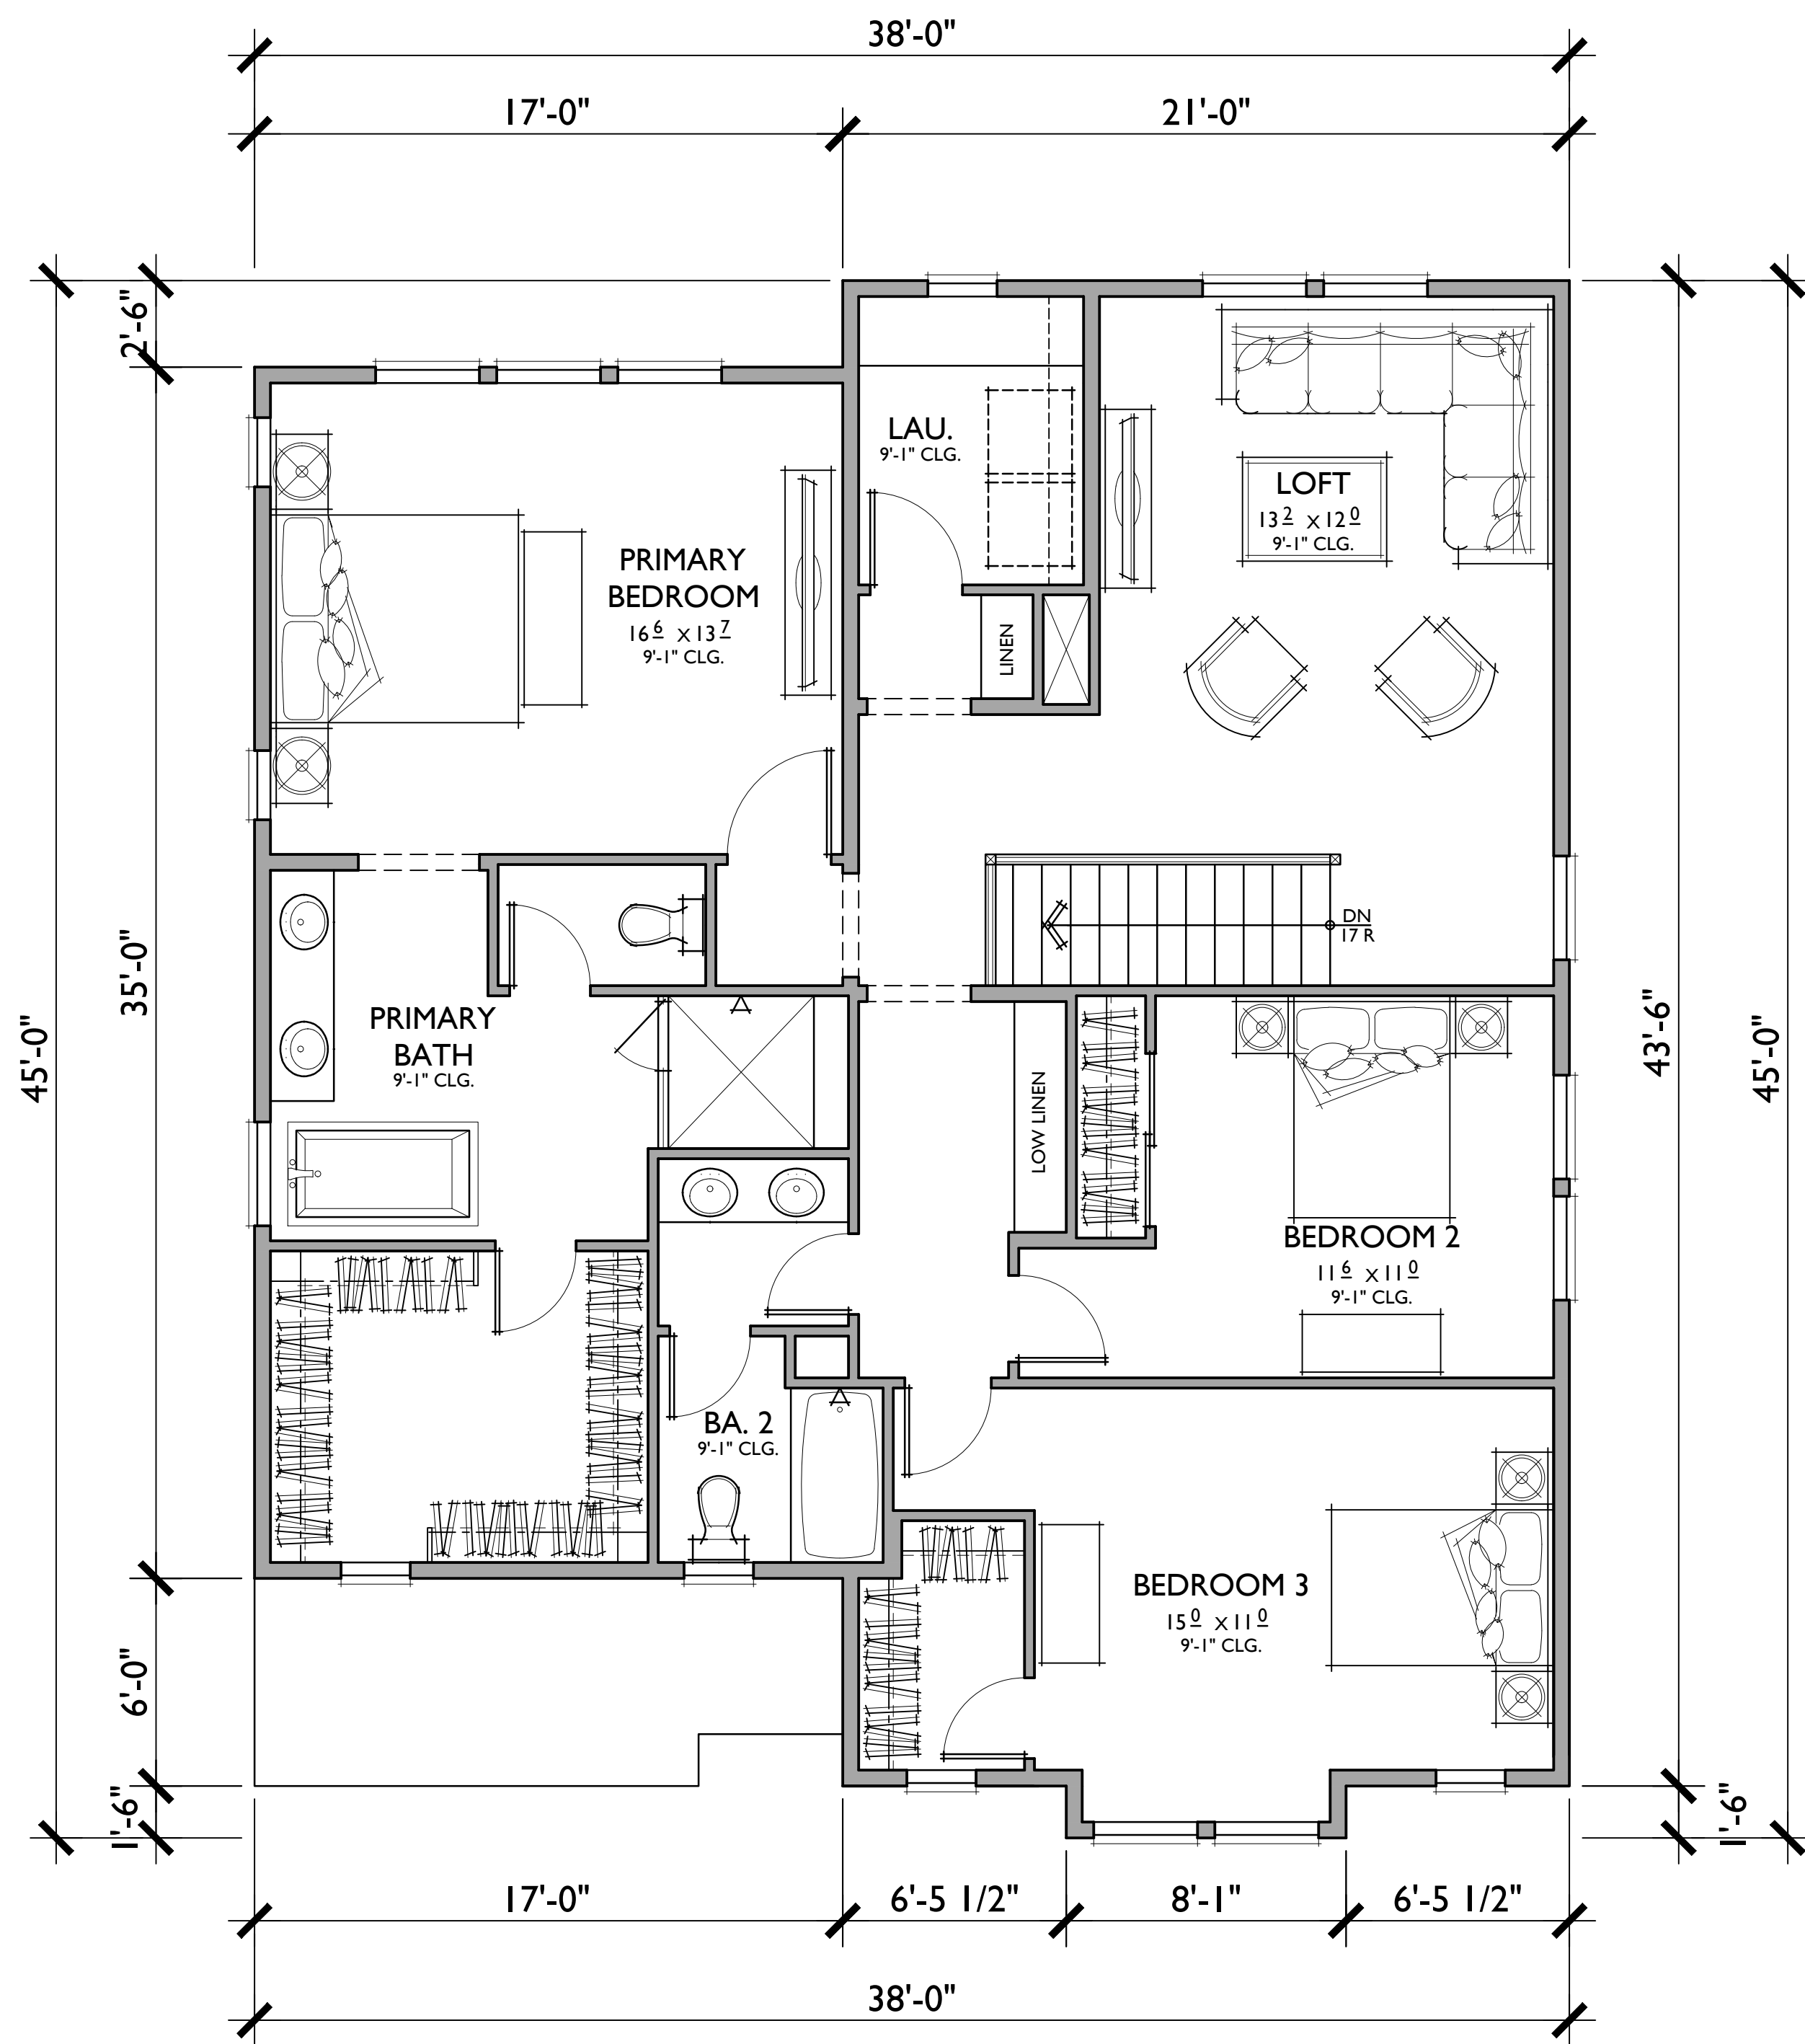 38'-0"
17'-0"
21'-0"
2'-6"
LAU.
9'-1" CLG.
LOFT
13 2 X 12 0
9'-1" CLG.
PRIMARY
BEDROOM
16 6 X 13 7
9'-1" CLG.
LINEN
DN
17 R
35'-0"
45'-0"
PRIMARY
BATH
9'-1" CLG.
LOW LINEN
43'-6"
45'-0"
BEDROOM 2
11 6 X 11 0
9'-1" CLG.
BA. 2
9'-1" CLG.
BEDROOM 3
15 0 X 11 0
9'-1" CLG.
6'-0"
1'-6"
1'-6"
17'-0"
6'-5 1/2"
8'-1"
6'-5 1/2"
38'-0"